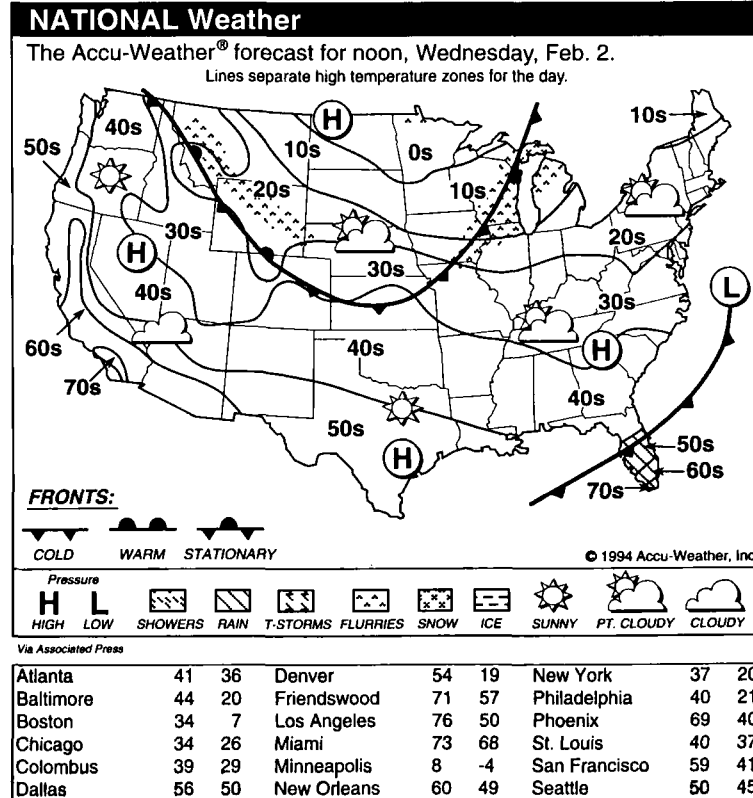 NATIONAL Weather
The Accu-Weather® forecast for noon, Wednesday, Feb. 2.
Lines separate high temperature zones for the day.
40s
H
10s
50s
10s
0s
20s
10s
30s
H
20s
40s
30s
30s
L
60s
40s
H
70s
40s
50s
H
50s
60s
70s
FRONTS:
COLD WARM STATIONARY
© 1994 Accu-Weather, Inc
Pressure
H L
HIGH LOW SHOWERS RAIN T-STORMS FLURRIES SNOW ICE SUNNY PT. CLOUDY CLOUDY
Via Associated Press
Atlanta 41 36 Denver 54 19 New York 37 20
Baltimore 44 20 Friendswood 71 57 Philadelphia 40 21
Boston 34 7 Los Angeles 76 50 Phoenix 69 40
Chicago 34 26 Miami 73 68 St. Louis 40 37
Colombus 39 29 Minneapolis 8 -4 San Francisco 59 41
Dallas 56 50 New Orleans 60 49 Seattle 50 45